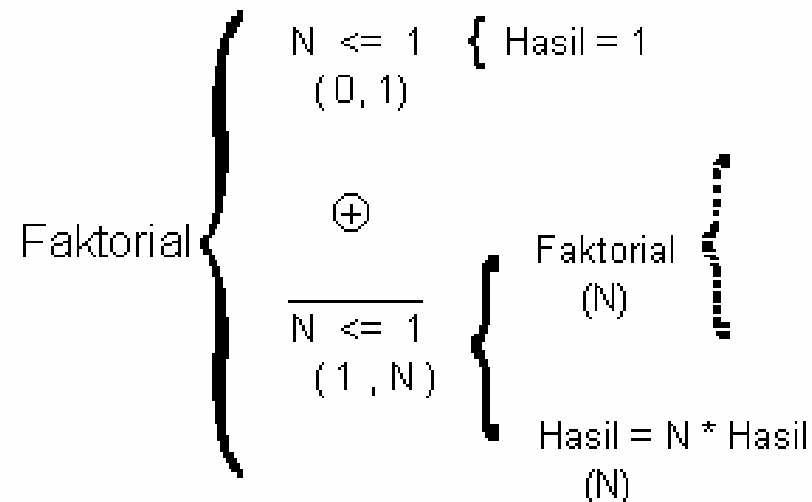 N <= 1 { Hasil = 1
(0,1)
⊕
Faktorial
Faktorial
(N)
N <= 1
(1,N)
Hasil = N * Hasil
(N)